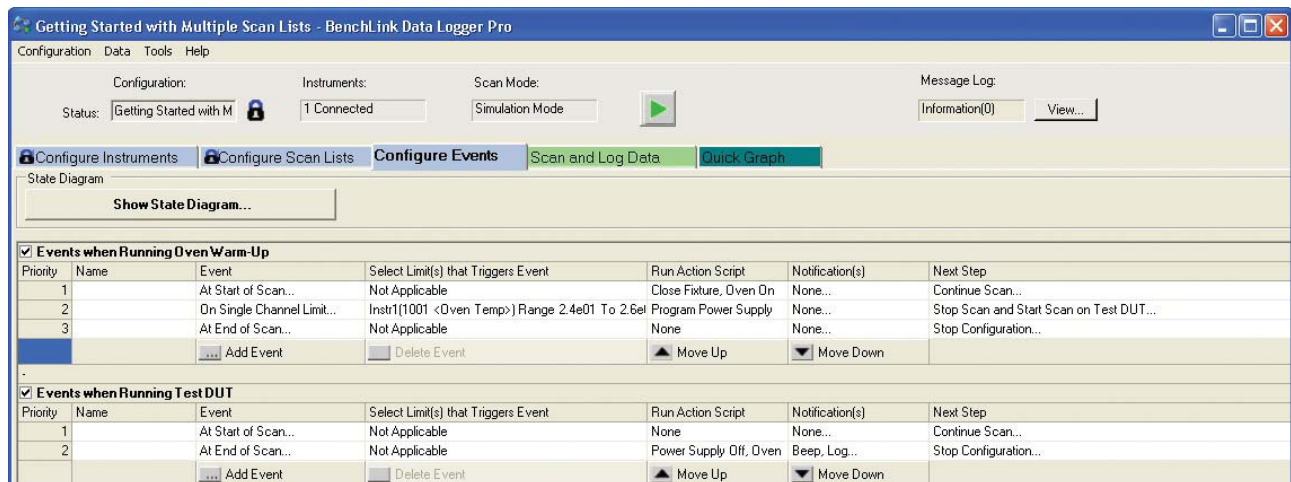 Getting Started with Multiple Scan Lists - BenchLink Data Logger Pro
Configuration Data Tools Help
Configuration: Instruments: Scan Mode: Message Log:
Status: Getting Started with M 1 Connected Simulation Mode Information(0) View...
Configure Instruments Configure Scan Lists Configure Events Scan and Log Data Quick Graph
State Diagram
Show State Diagram...
Events when Running Oven Warm-Up
Priority Name Event Select Limit(s) that Triggers Event Run Action Script Notification(s) Next Step
1 At Start of Scan... Not Applicable Close Fixture, Oven On None... Continue Scan...
2 On Single Channel Limit... Instr1(1001 <Oven Temp>) Range 2.4e01 To 2.6e Program Power Supply None... Stop Scan and Start Scan on Test DUT...
3 At End of Scan... Not Applicable None None... Stop Configuration...
... Add Event Delete Event Move Up Move Down
Events when Running Test DUT
Priority Name Event Select Limit(s) that Triggers Event Run Action Script Notification(s) Next Step
1 At Start of Scan... Not Applicable None None... Continue Scan...
2 At End of Scan... Not Applicable Power Supply Off, Oven Beep, Log... Stop Configuration...
... Add Event Delete Event Move Up Move Down